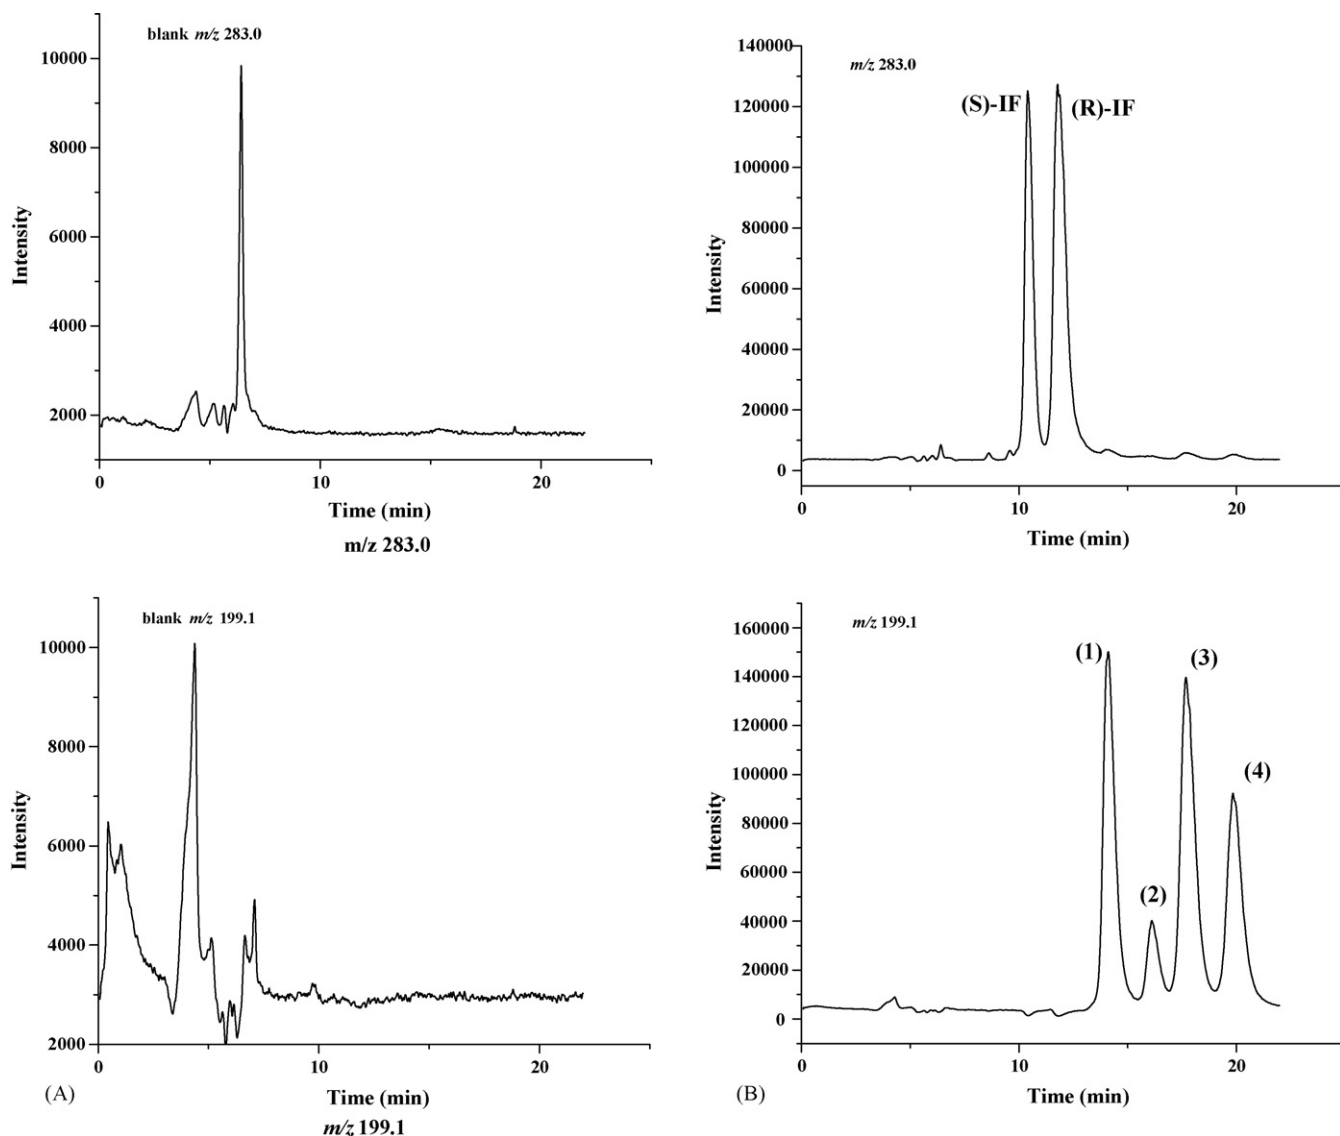 blank m/z 283.0
10000
8000
6000
4000
2000
Intensity
0
10
20
Time (min)
m/z 283.0
m/z 283.0
(S)-IF
(R)-IF
140000
120000
100000
80000
60000
40000
20000
0
Intensity
0
10
20
Time (min)
blank m/z 199.1
10000
8000
6000
4000
2000
Intensity
0
10
20
Time (min)
(A)
m/z 199.1
m/z 199.1
(1)
(2)
(3)
(4)
160000
140000
120000
100000
80000
60000
40000
20000
0
Intensity
0
10
20
Time (min)
(B)